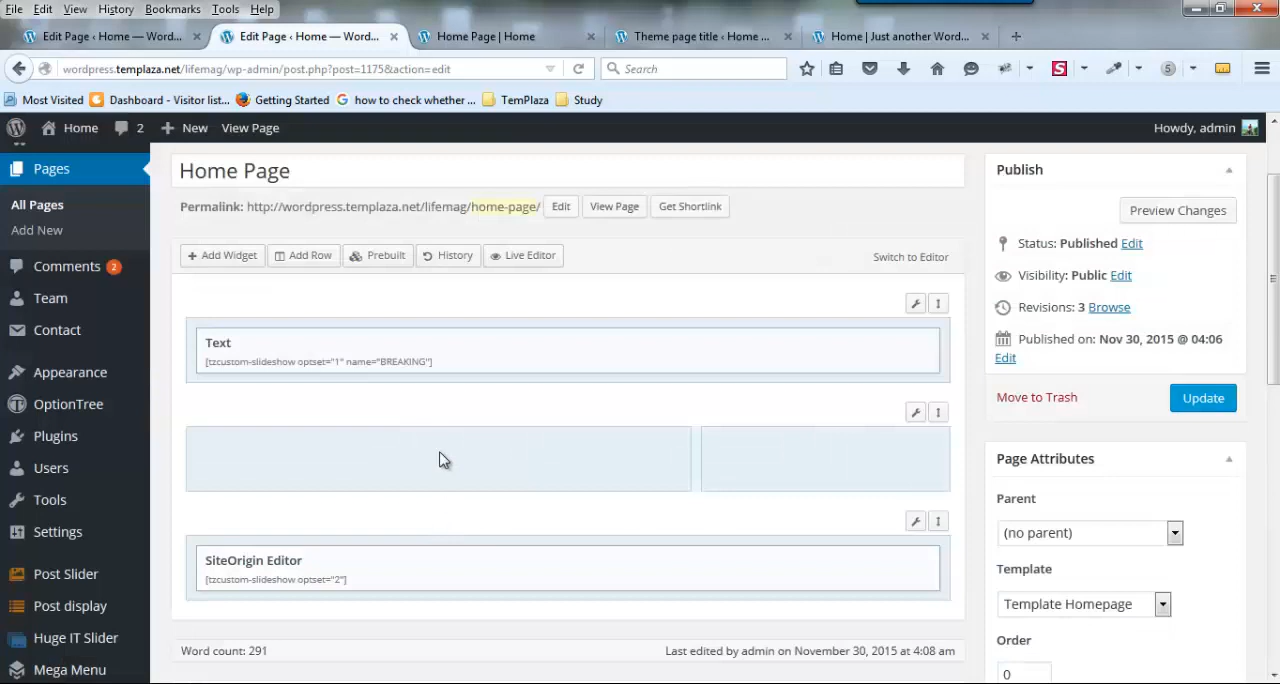 File Edit View History Bookmarks Tools Help
Edit Page ‹ Home — Word... × Edit Page ‹ Home — Word... × Home Page | Home × Theme page title ‹ Home ... × Home | Just another Word... × +
wordpress.templaza.net/lifemag/wp-admin/post.php?post=1175&action=edit Search S 5
Most Visited Dashboard - Visitor list... Getting Started how to check whether ... TemPlaza Study
Home 2 New View Page Howdy, admin
Pages
All Pages
Add New
Comments 2
Team
Contact
Appearance
OptionTree
Plugins
Users
Tools
Settings
Post Slider
Post display
Huge IT Slider
Mega Menu
Home Page
Permalink: http://wordpress.templaza.net/lifemag/home-page/ Edit View Page Get Shortlink
Add Widget Add Row Prebuilt History Live Editor Switch to Editor
Text
[tzcustom-slideshow optset="1" name="BREAKING"]
SiteOrigin Editor
[tzcustom-slideshow optset="2"]
Word count: 291 Last edited by admin on November 30, 2015 at 4:08 am
Publish
Preview Changes
Status: Published Edit
Visibility: Public Edit
Revisions: 3 Browse
Published on: Nov 30, 2015 @ 04:06
Edit
Move to Trash Update
Page Attributes
Parent
(no parent)
Template
Template Homepage
Order
0